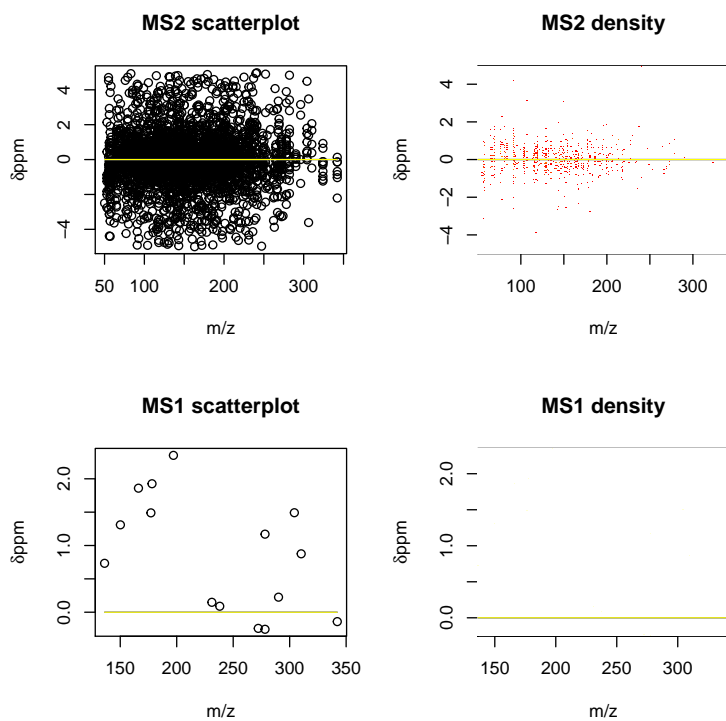 MS2 scatterplot
4
2
0
−4
δppm
50 100 200 300
m/z
MS2 density
4
2
0
−2
−4
δppm
100 150 200 250 300
m/z
MS1 scatterplot
2.0
1.0
0.0
δppm
150 200 250 300 350
m/z
MS1 density
2.0
1.0
0.0
δppm
150 200 250 300
m/z